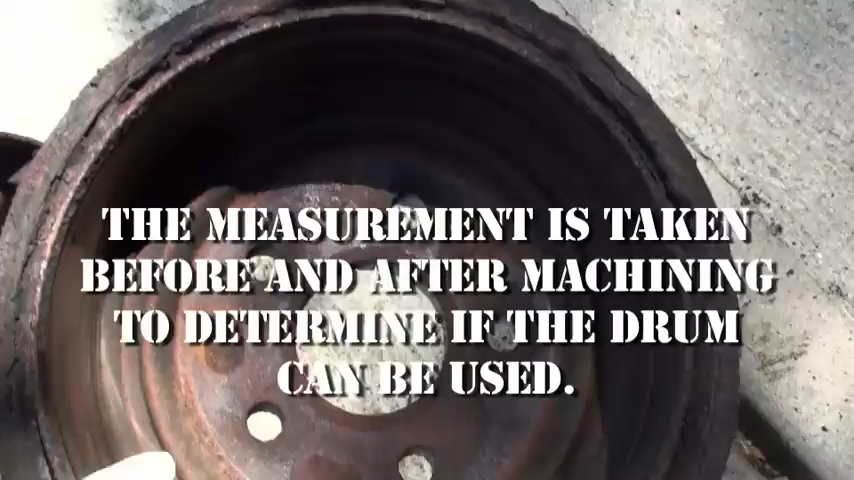 THE MEASUREMENT IS TAKEN
BEFORE AND AFTER MACHINING
TO DETERMINE IF THE DRUM
CAN BE USED.